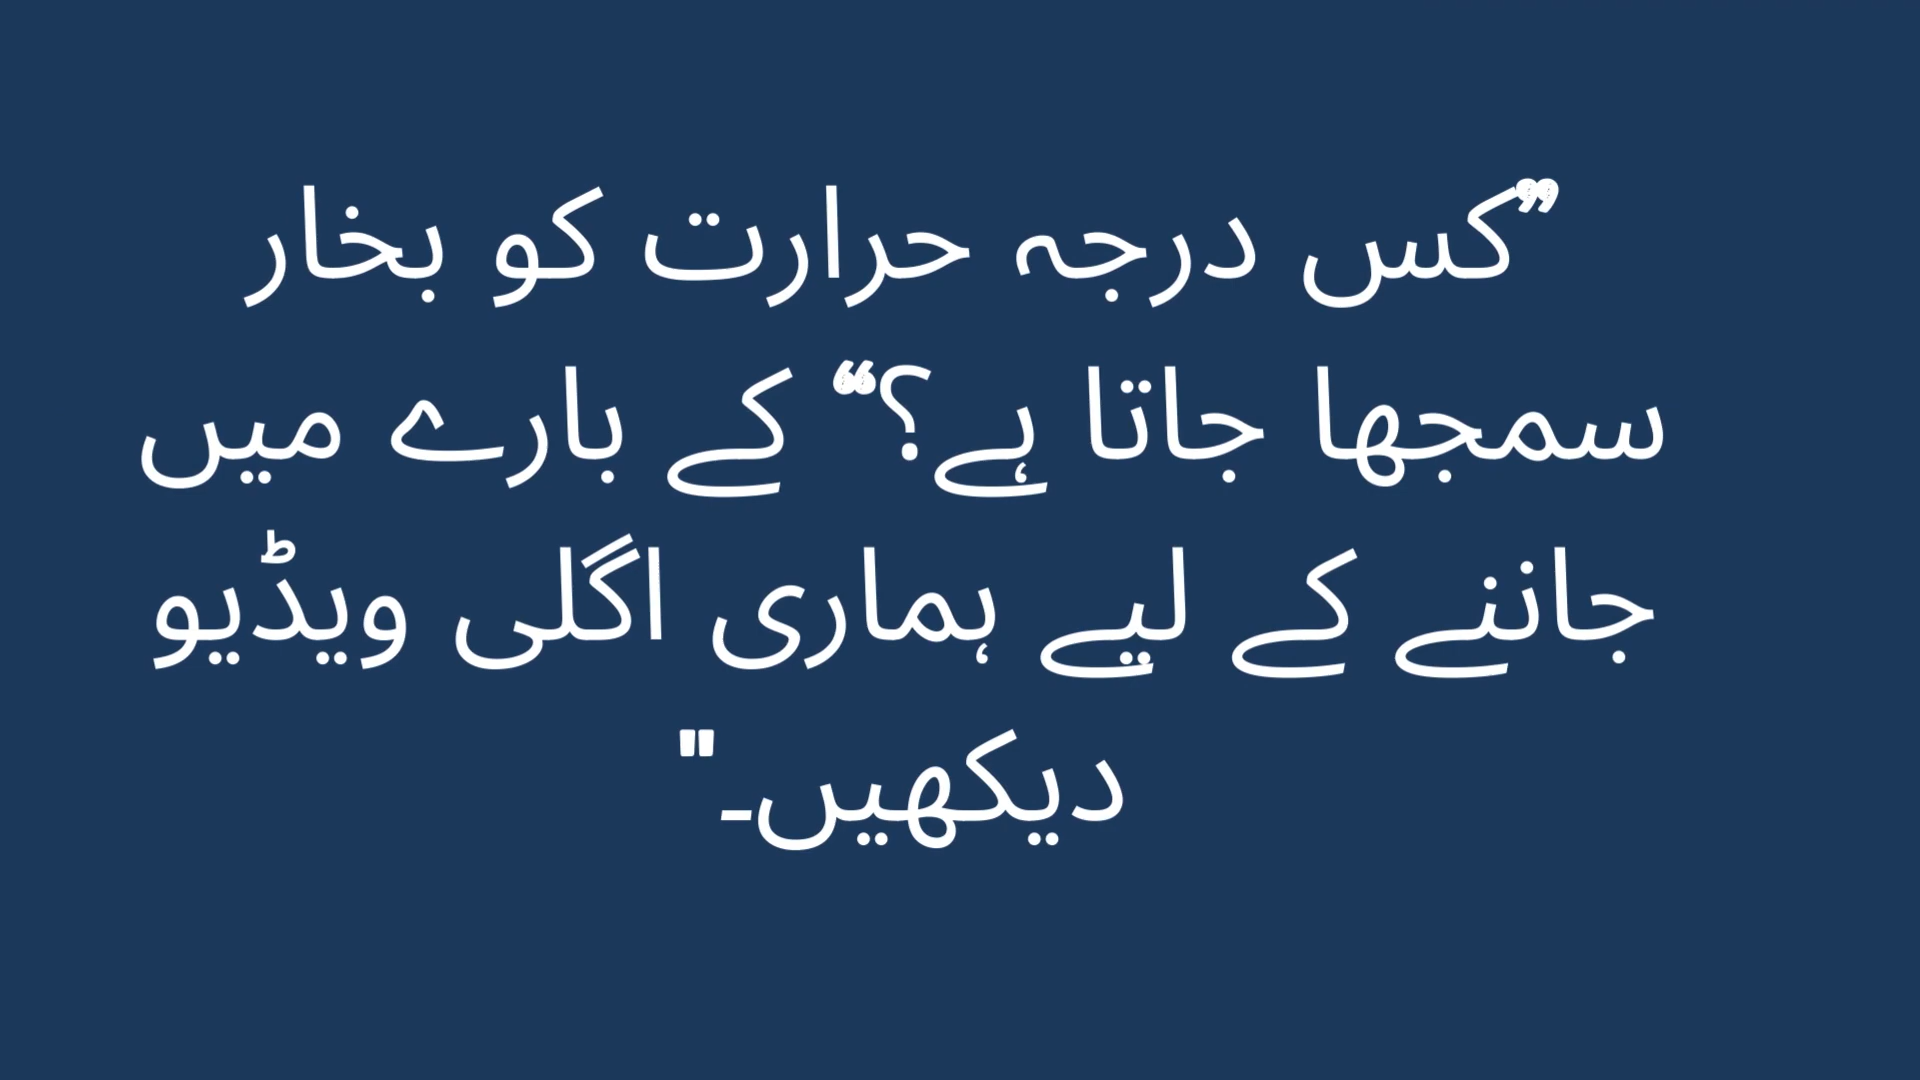 ”کس درجہ حرارت کو بخار
سمجھا جاتا ہے؟“ کے بارے میں
جاننے کے لیے ہماری اگلی ویڈیو
دیکھیں۔"